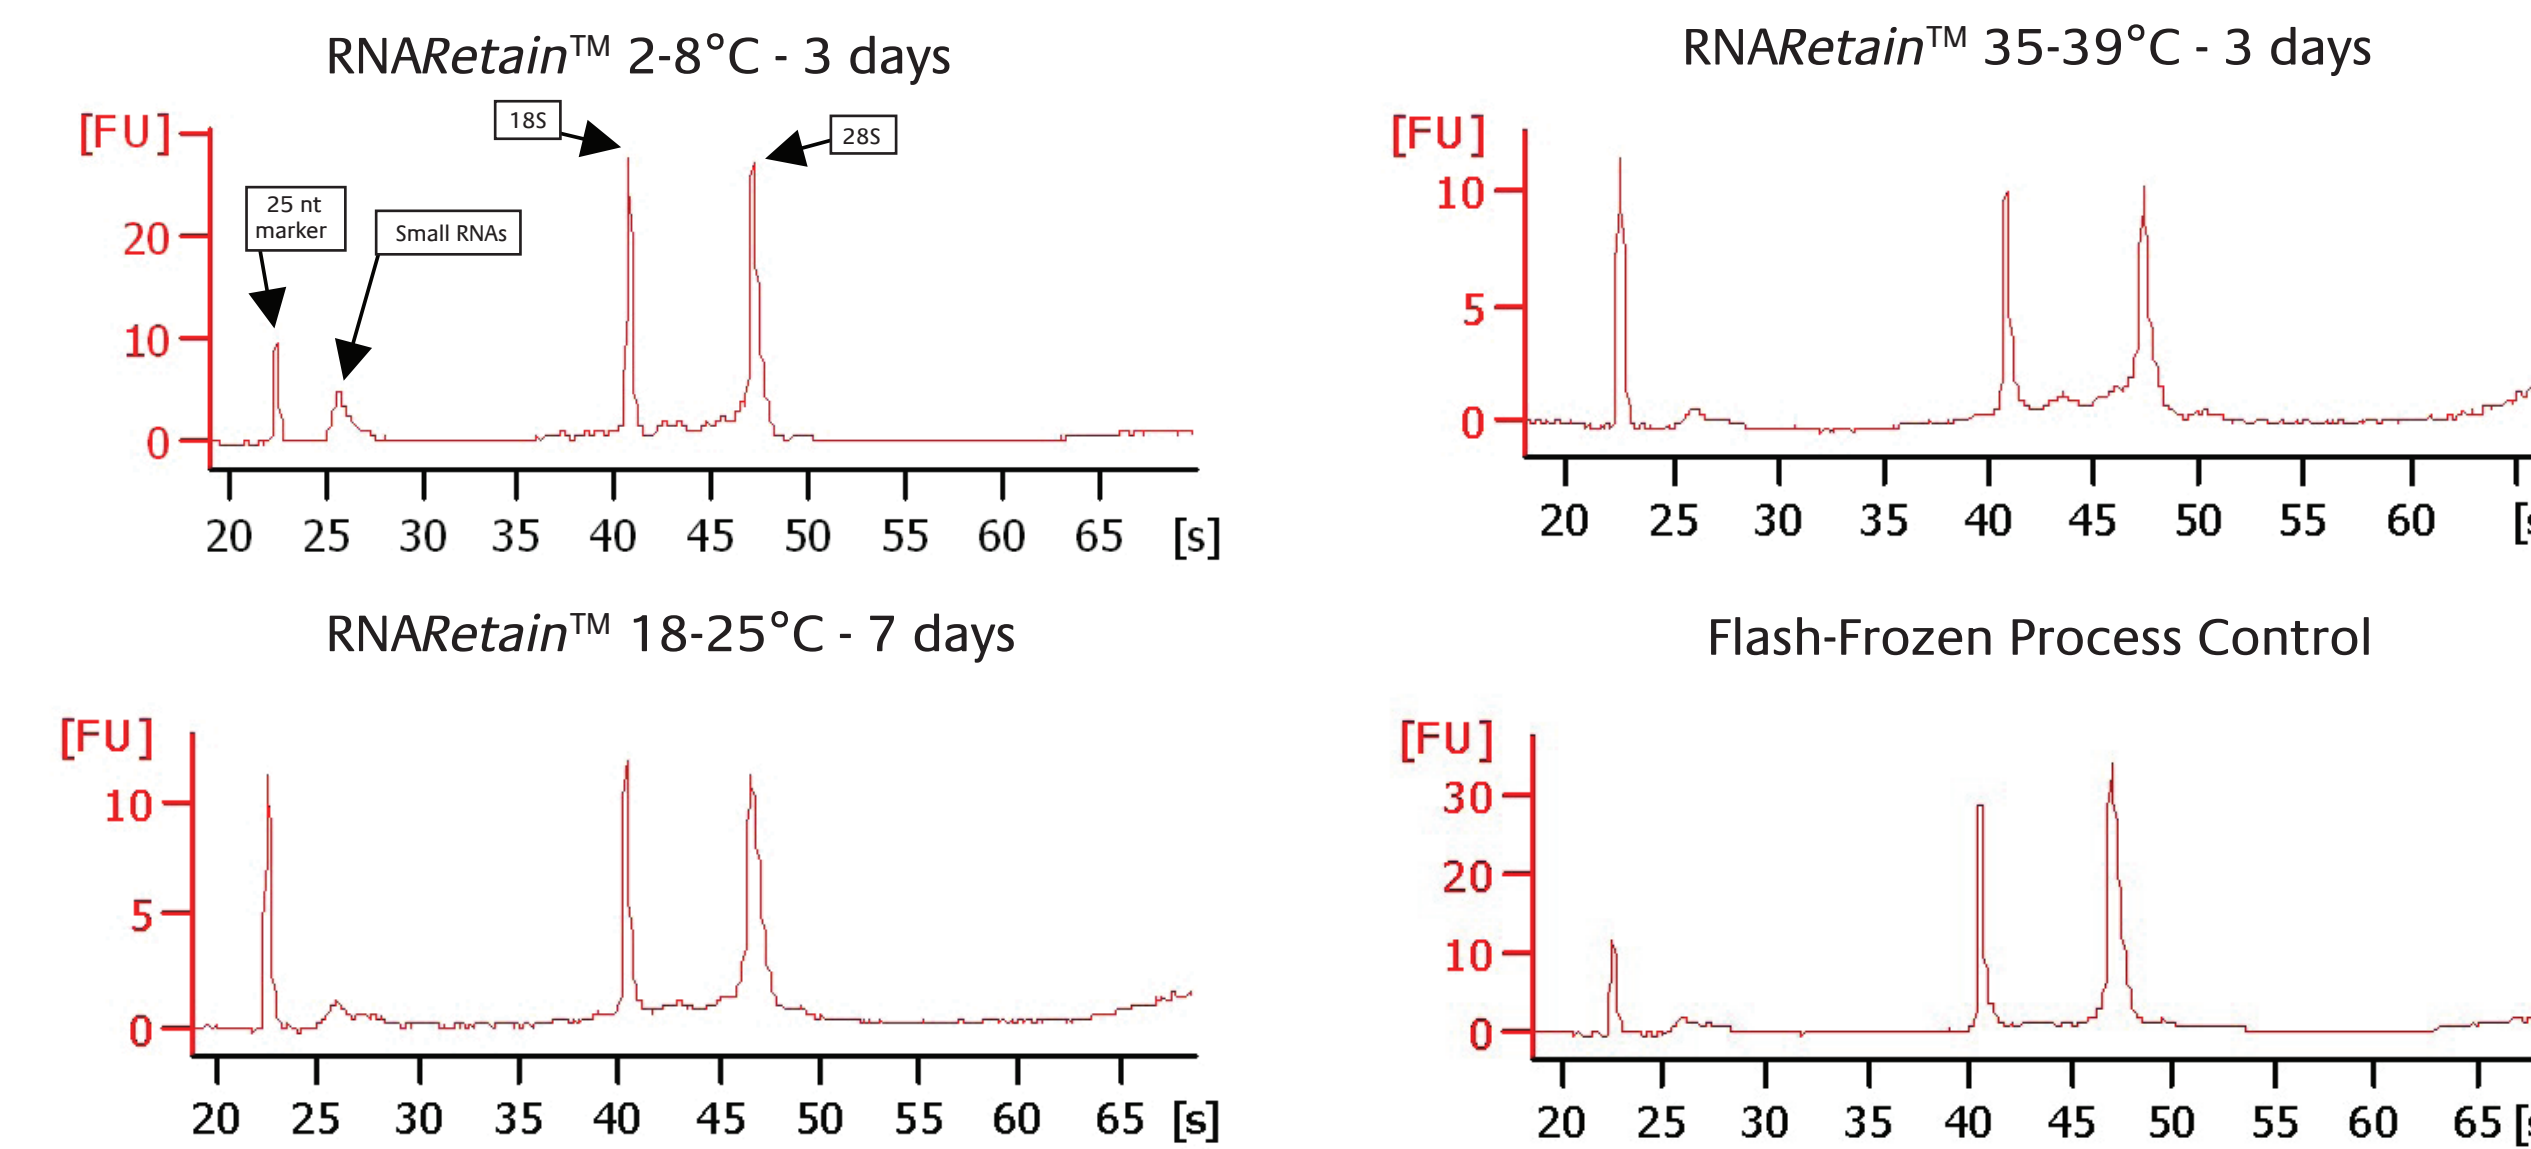 RNARetain™ 2-8°C - 3 days
[FU]
18S
28S
25 nt
marker
Small RNAs
20
10
0
20 25 30 35 40 45 50 55 60 65 [s]
RNARetain™ 35-39°C - 3 days
[FU]
10
5
0
20 25 30 35 40 45 50 55 60 [s
RNARetain™ 18-25°C - 7 days
[FU]
10
5
0
20 25 30 35 40 45 50 55 60 65 [s]
Flash-Frozen Process Control
[FU]
30
20
10
0
20 25 30 35 40 45 50 55 60 65 [s